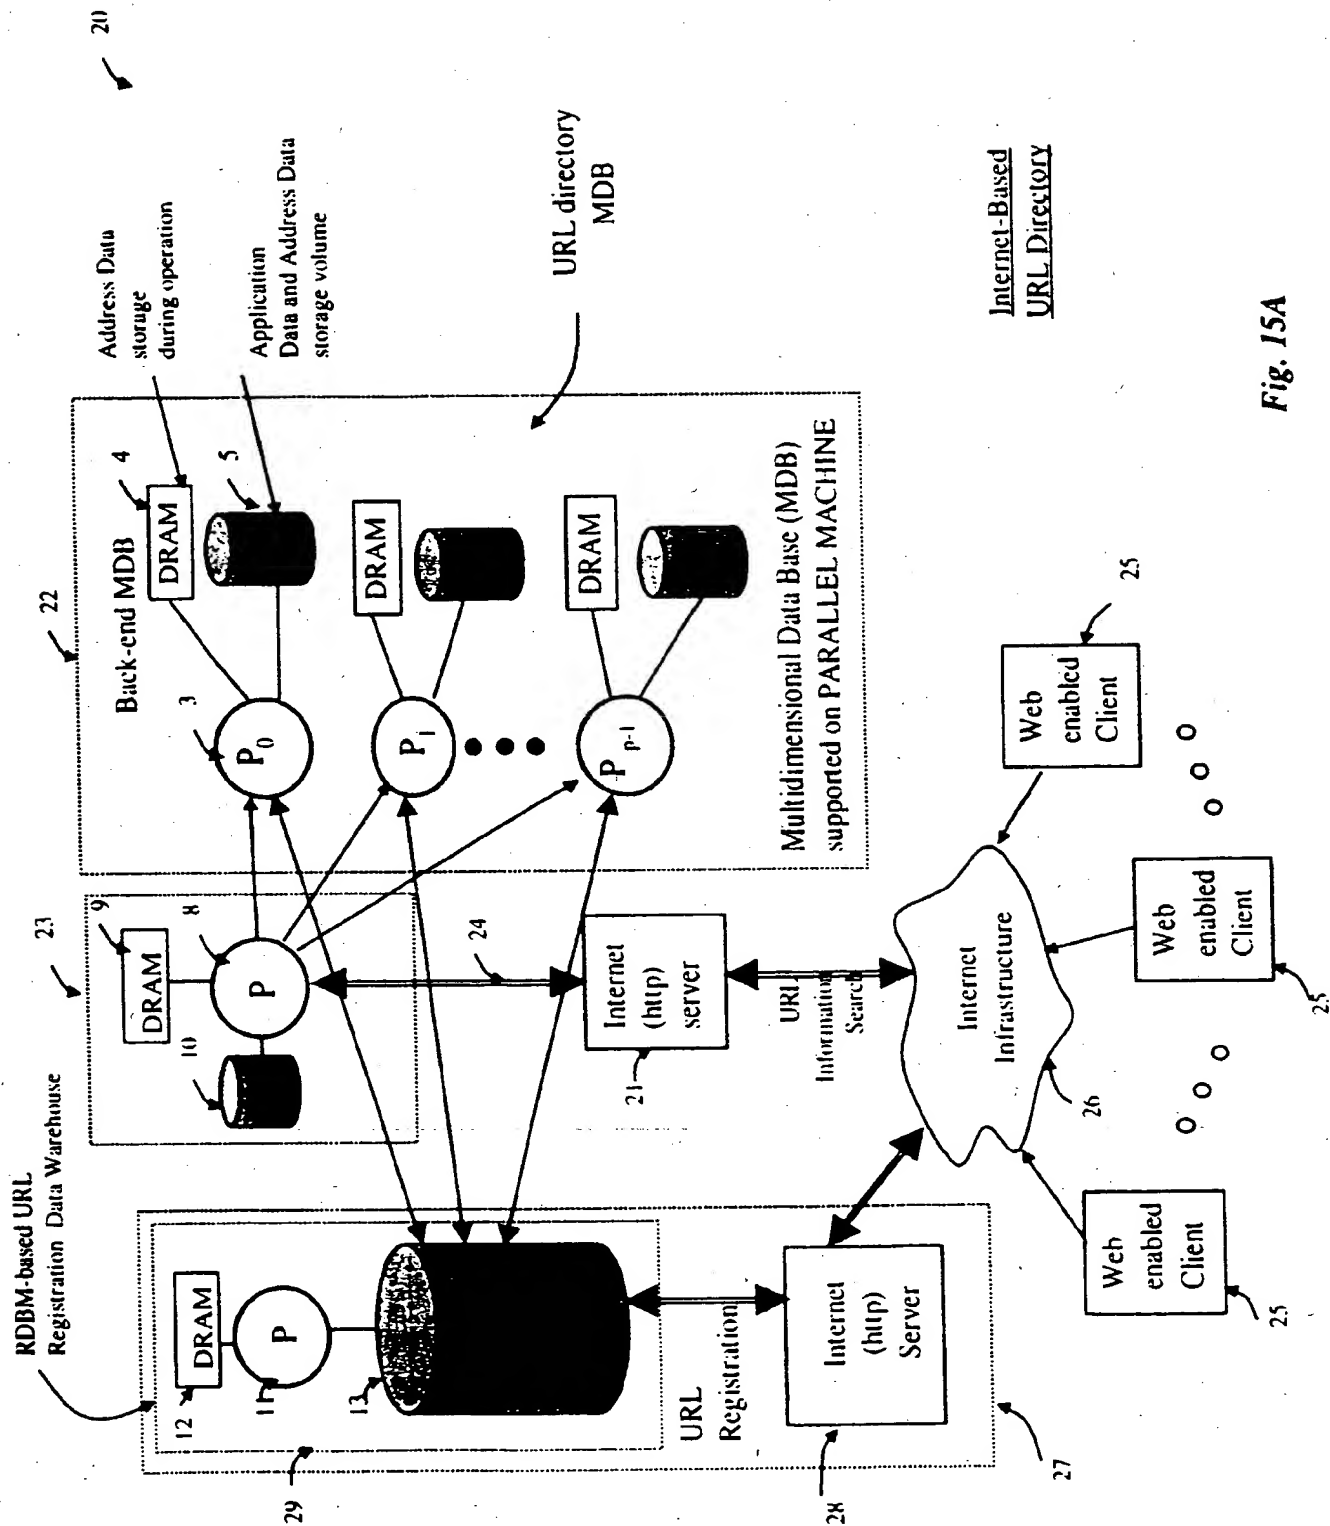 20
RDBM-based URL
Registration Data Warehouse
29
12
DRAM
11
P
13
URL
Registration
Internet
(http)
Server
28
27
23
DRAM
9
8
P
10
24
Internet
(http)
server
21
URL
Information
Search
22
Back-end MDB
3
P0
4
DRAM
5
Pi
DRAM
Pp-1
DRAM
Multidimensional Data Base (MDB)
supported on PARALLEL MACHINE
Address Data
storage
during operation
Application
Data and Address Data
storage volume
URL directory
MDB
Internet
Infrastructure
26
Web
enabled
Client
25
Web
enabled
Client
25
Web
enabled
Client
25
Internet-Based
URL Directory
Fig. 15A